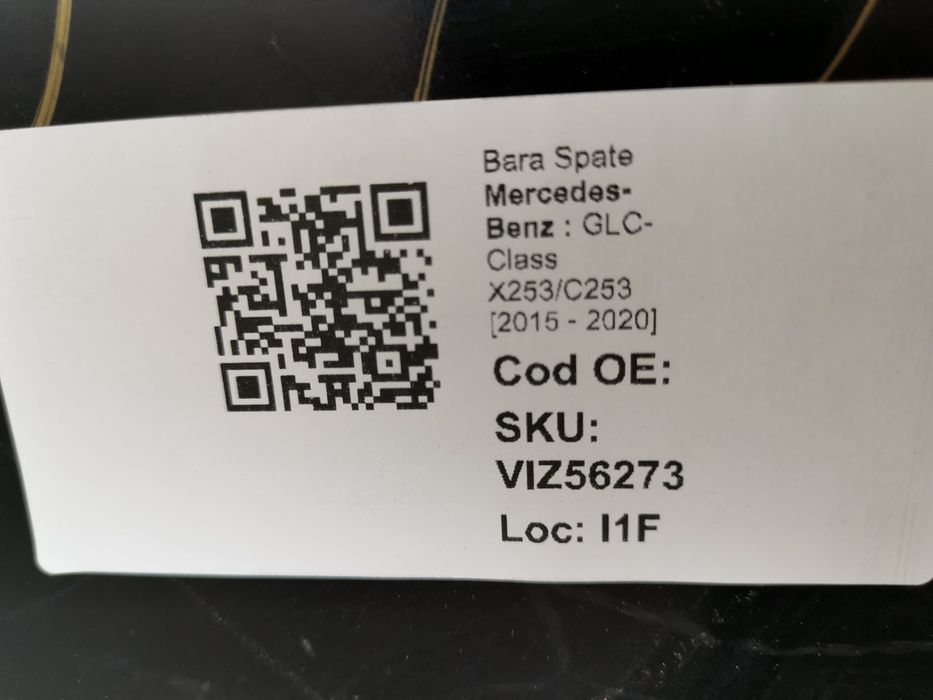 Bara Spate
Mercedes-
Benz : GLC-
Class
X253/C253
[2015 - 2020]
Cod OE:
SKU:
VIZ56273
Loc: I1F